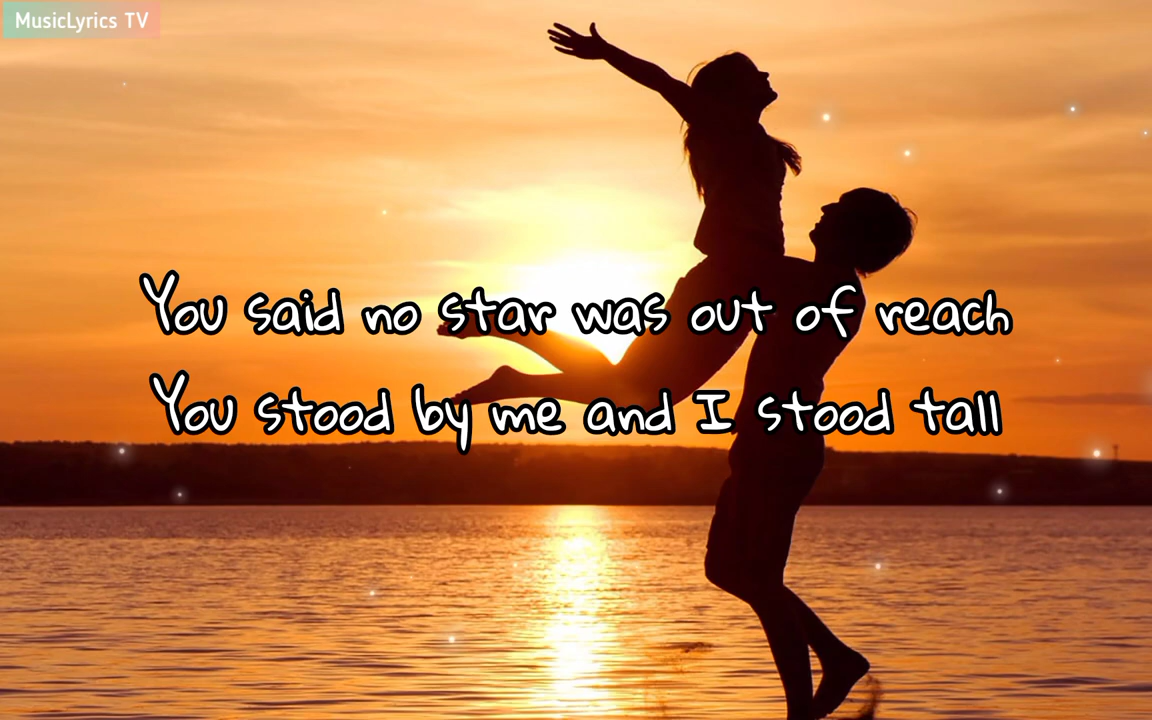 MusicLyrics TV
You said no star was out of reach
You stood by me and I stood tall